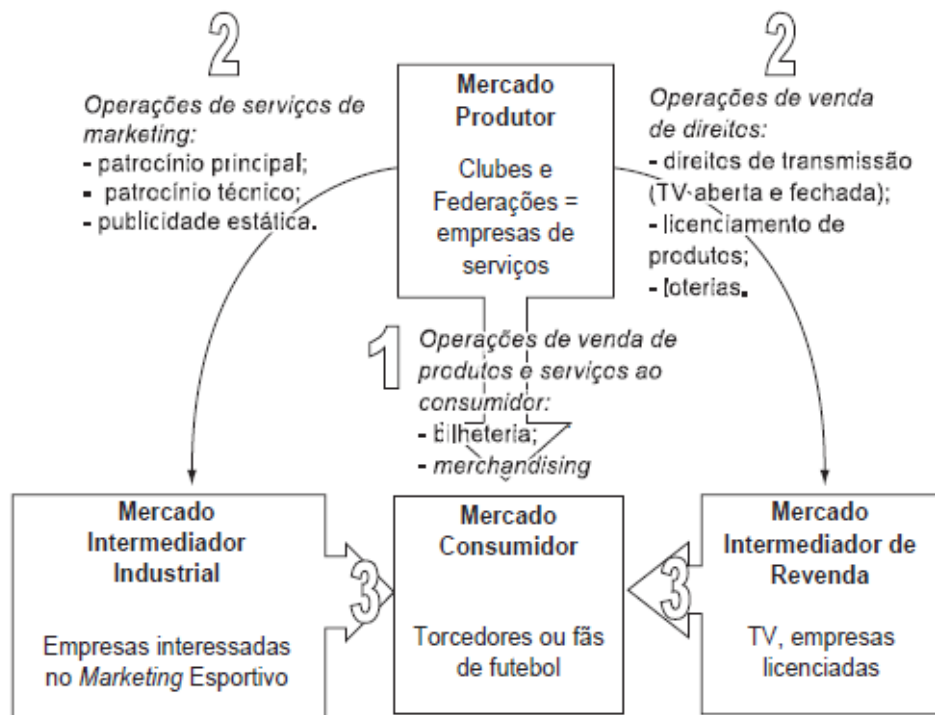 2
Operações de serviços de
marketing:
- patrocínio principal;
- patrocínio técnico;
- publicidade estática.
Mercado
Produtor
Clubes e
Federações =
empresas de
serviços
2
Operações de venda
de direitos:
- direitos de transmissão
(TV aberta e fechada);
- licenciamento de
produtos;
- loterias.
1
Operações de venda de
produtos e serviços ao
consumidor:
- bilheteria;
- merchandising
Mercado
Intermediador
Industrial
Empresas interessadas
no Marketing Esportivo
3
Mercado
Consumidor
Torcedores ou fãs
de futebol
3
Mercado
Intermediador de
Revenda
TV, empresas
licenciadas